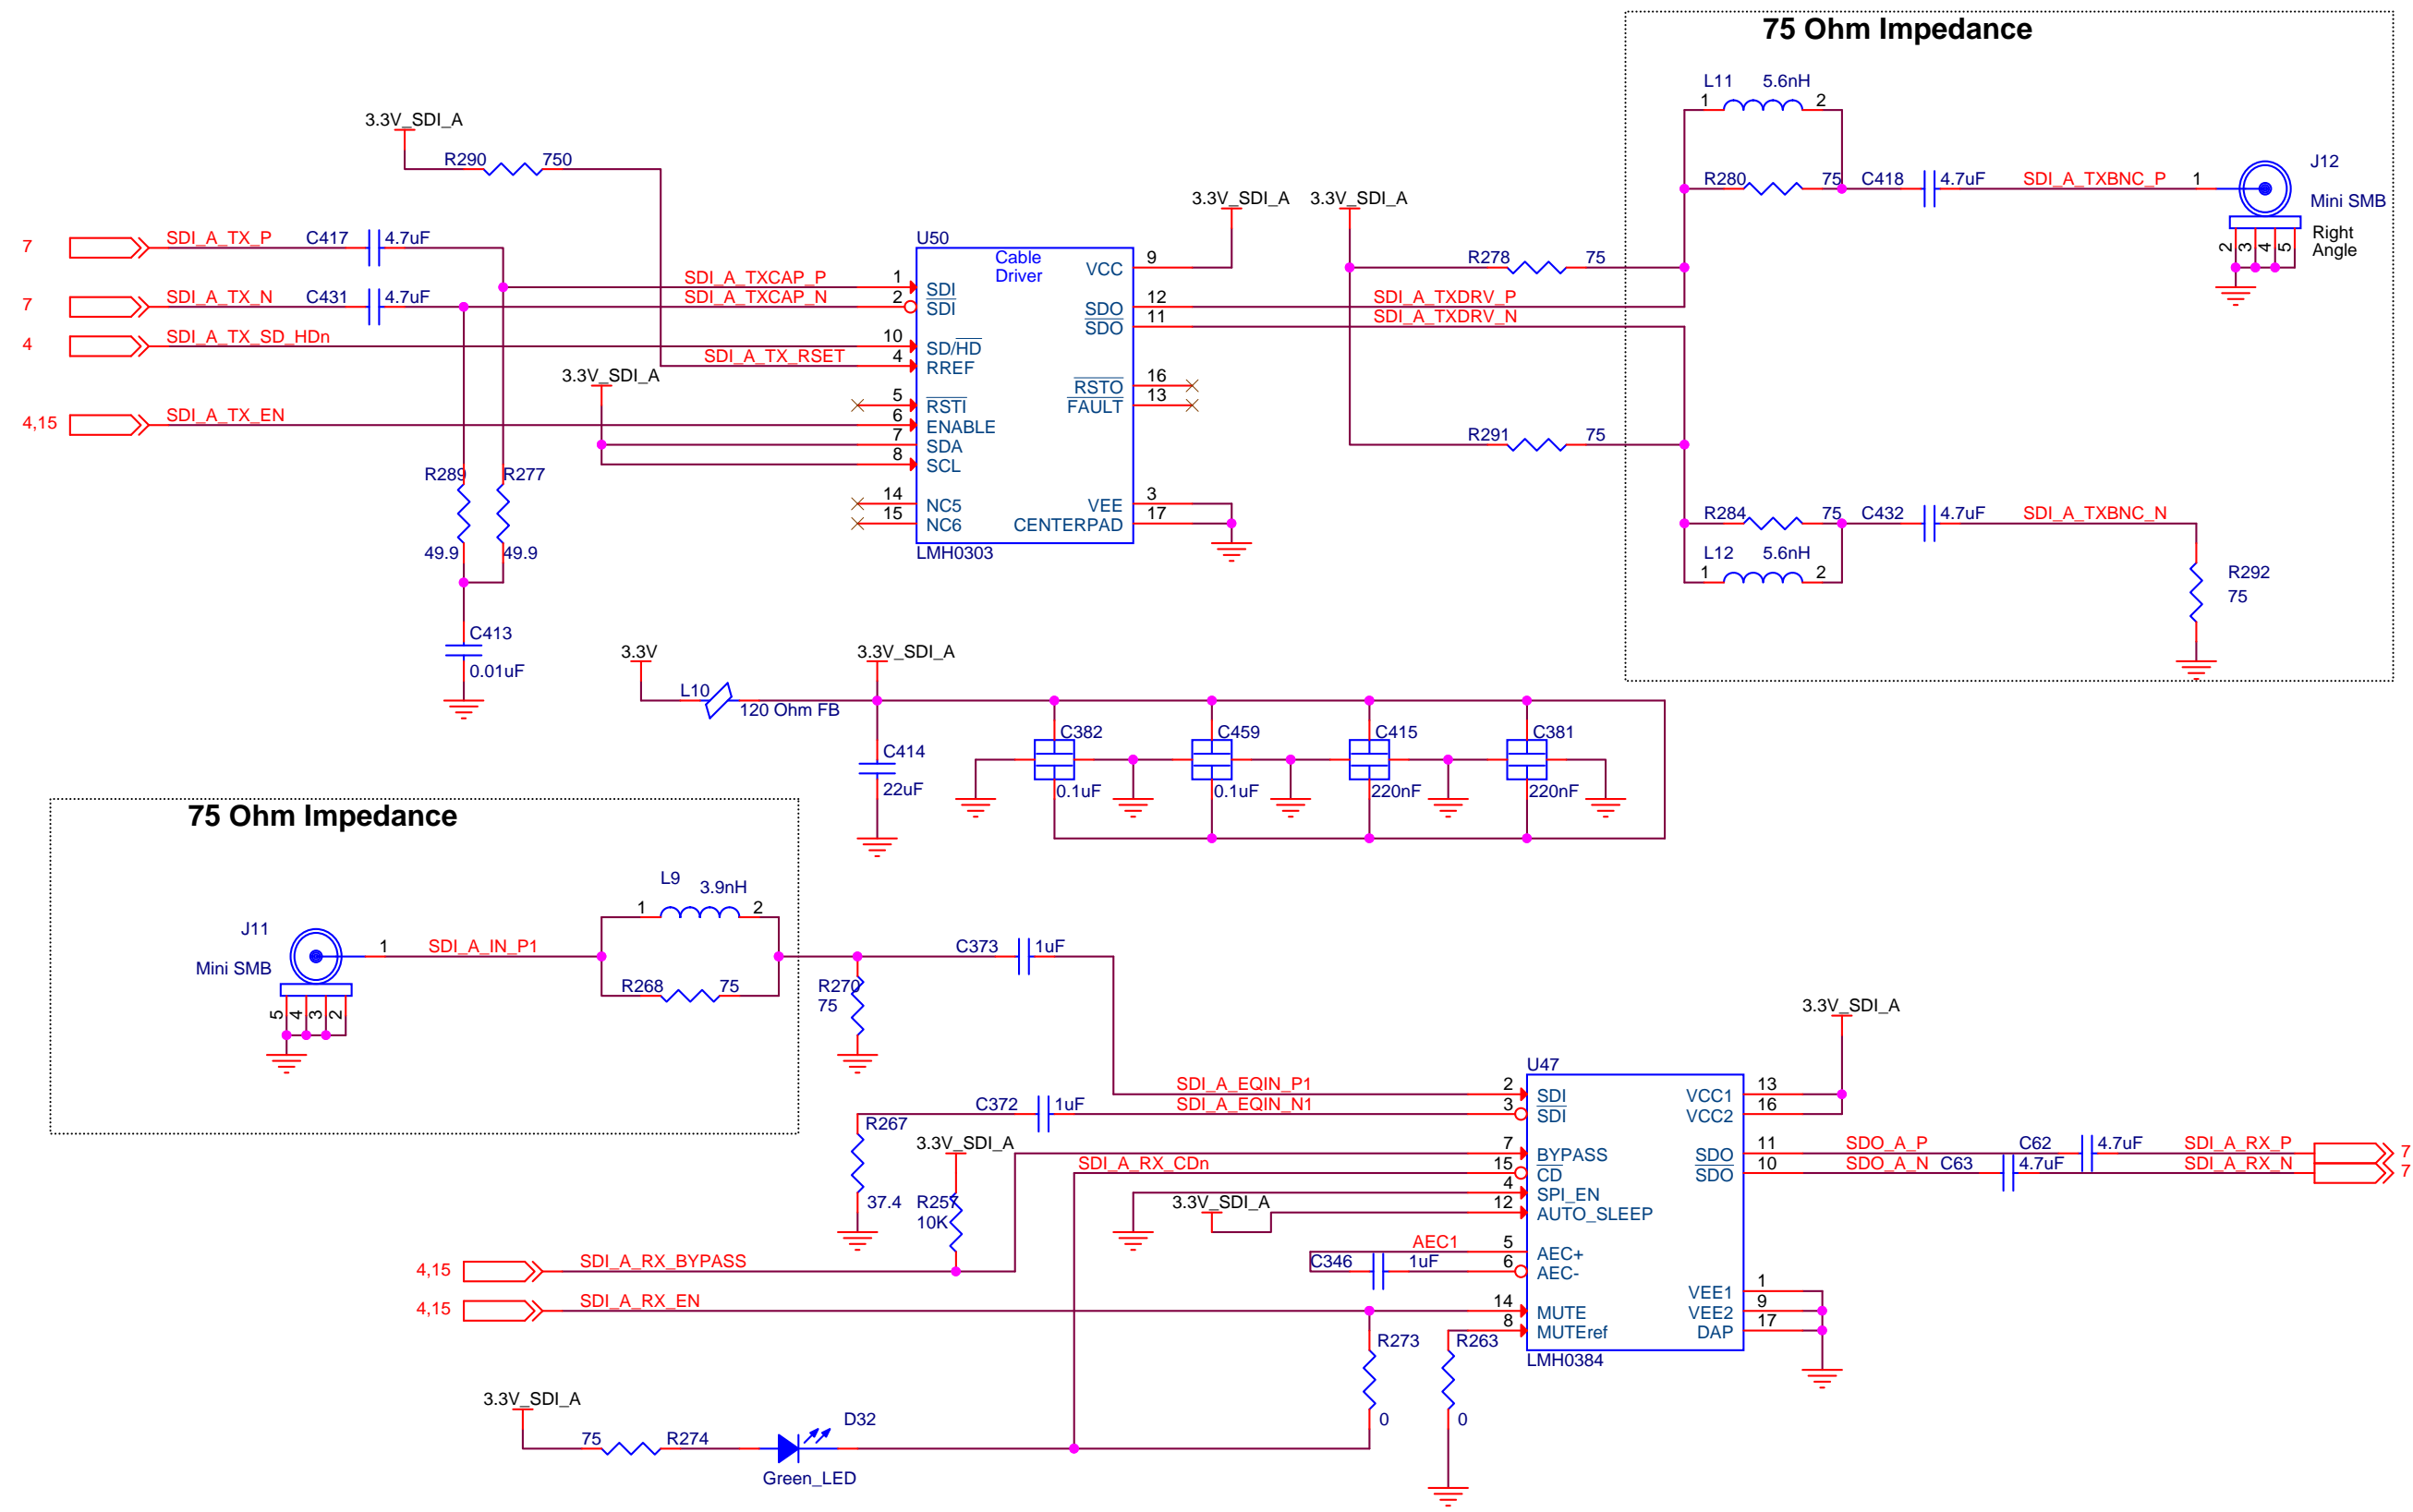 75 Ohm Impedance
L11 5.6nH
1 2
3.3V_SDI_A
R290 750
R280 75 C418 4.7uF SDI_A_TXBNC_P 1
J12
Mini SMB
Right
Angle
2 3 4 5
3.3V_SDI_A 3.3V_SDI_A
7 SDI_A_TX_P C417 4.7uF
7 SDI_A_TX_N C431 4.7uF
4 SDI_A_TX_SD_HDn
4,15 SDI_A_TX_EN
SDI_A_TXCAP_P
SDI_A_TXCAP_N
SDI_A_TX_RSET
3.3V_SDI_A
U50
Cable
Driver
1 SDI
2 SDI
10 SD/HD
4 RREF
5 RSTI
6 ENABLE
7 SDA
8 SCL
14 NC5
15 NC6
VCC 9
SDO 12
SDO 11
RSTO 16
FAULT 13
VEE 3
CENTERPAD 17
LMH0303
R278 75
SDI_A_TXDRV_P
SDI_A_TXDRV_N
R291 75
R284 75 C432 4.7uF SDI_A_TXBNC_N
L12 5.6nH
1 2
R292
75
R289 R277
49.9 49.9
C413
0.01uF
3.3V 3.3V_SDI_A
L10
120 Ohm FB
C414
22uF
C382 C459 C415 C381
0.1uF 0.1uF 220nF 220nF
75 Ohm Impedance
L9 3.9nH
1 2
J11
Mini SMB
1 SDI_A_IN_P1
5 4 3 2
R268 75
R270
75
C373 1uF
SDI_A_EQIN_P1
C372 1uF SDI_A_EQIN_N1
R267
37.4
3.3V_SDI_A
R257
10K
SDI_A_RX_CDn
3.3V_SDI_A
4,15 SDI_A_RX_BYPASS
4,15 SDI_A_RX_EN
AEC1
C346 1uF
U47
2 SDI
3 SDI
7 BYPASS
15 CD
4 SPI_EN
12 AUTO_SLEEP
5 AEC+
6 AEC-
14 MUTE
8 MUTEref
VCC1 13
VCC2 16
SDO 11
SDO 10
VEE1 1
VEE2 9
DAP 17
LMH0384
3.3V_SDI_A
SDO_A_P C62 4.7uF SDI_A_RX_P 7
SDO_A_N C63 4.7uF SDI_A_RX_N 7
R273 R263
0 0
3.3V_SDI_A
75 R274
D32
Green_LED